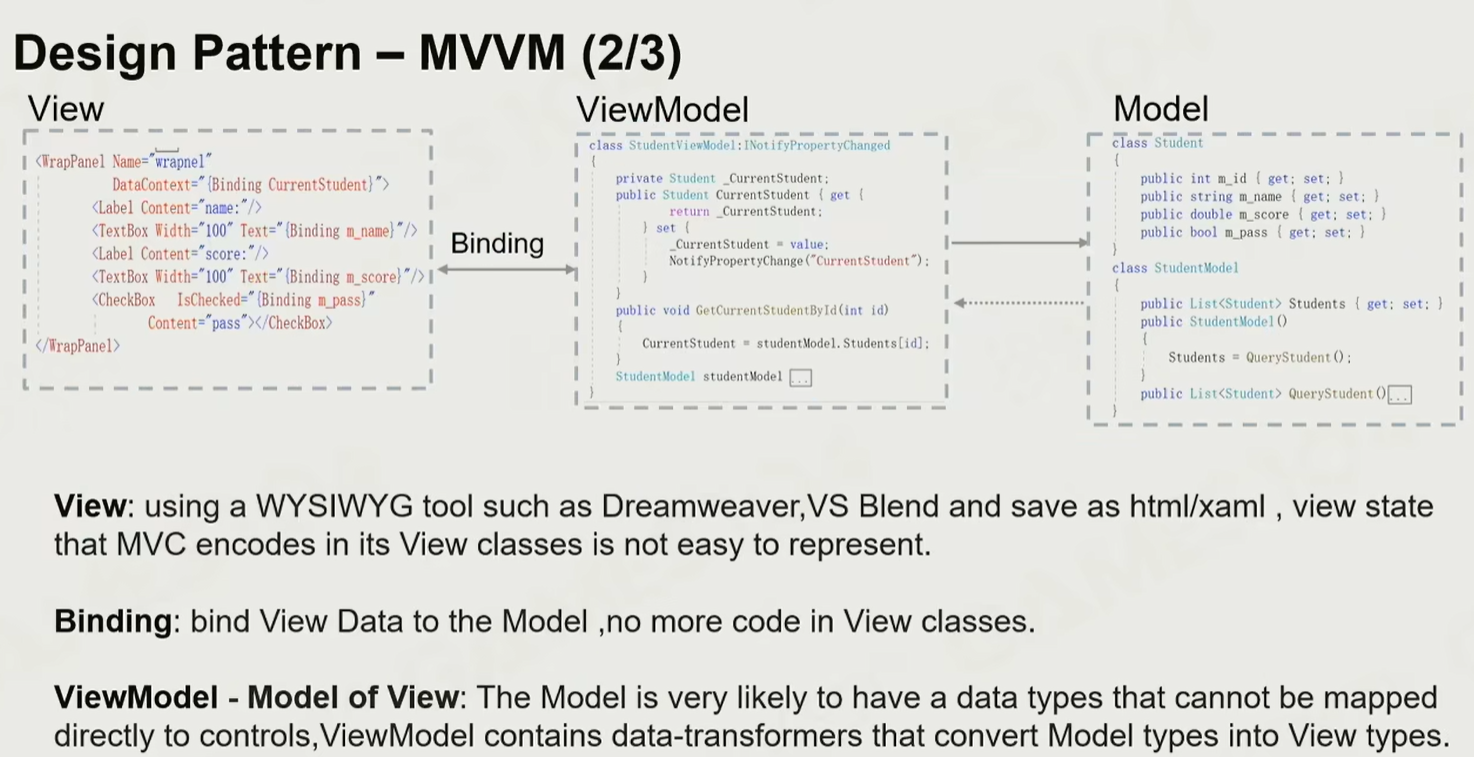 Design Pattern – MVVM (2/3)
View
<WrapPanel Name="wrapnel"
DataContext="{Binding CurrentStudent}">
<Label Content="name:"/>
<TextBox Width="100" Text="{Binding m_name}"/>
<Label Content="score:"/>
<TextBox Width="100" Text="{Binding m_score}"/>
<CheckBox IsChecked="{Binding m_pass}"
Content="pass"></CheckBox>
</WrapPanel>
Binding
ViewModel
class StudentViewModel:INotifyPropertyChanged
{
private Student _CurrentStudent;
public Student CurrentStudent { get {
return _CurrentStudent;
} set {
_CurrentStudent = value;
NotifyPropertyChange("CurrentStudent");
}
}
public void GetCurrentStudentById(int id)
{
CurrentStudent = studentModel.Students[id];
}
StudentModel studentModel ...
}
Model
class Student
{
public int m_id { get; set; }
public string m_name { get; set; }
public double m_score { get; set; }
public bool m_pass { get; set; }
}
class StudentModel
{
public List<Student> Students { get; set; }
public StudentModel()
{
Students = QueryStudent();
}
public List<Student> QueryStudent()...
}
View: using a WYSIWYG tool such as Dreamweaver,VS Blend and save as html/xaml , view state
that MVC encodes in its View classes is not easy to represent.
Binding: bind View Data to the Model ,no more code in View classes.
ViewModel - Model of View: The Model is very likely to have a data types that cannot be mapped
directly to controls,ViewModel contains data-transformers that convert Model types into View types.